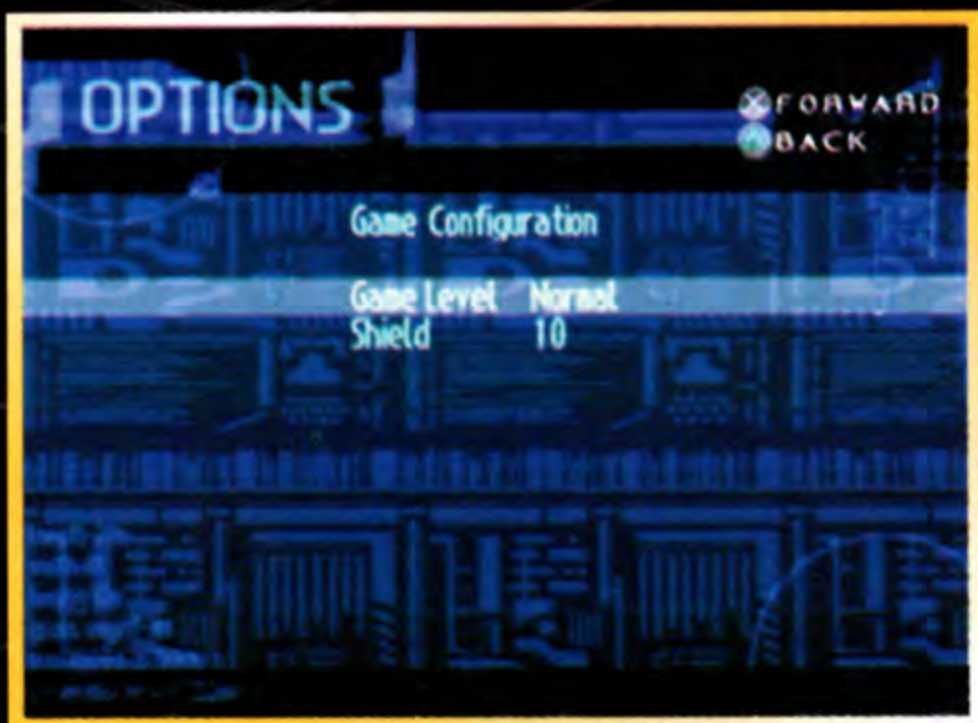 OPTIONS
FORWARD
BACK
Game Configuration
Game Level Normal
Shield 10